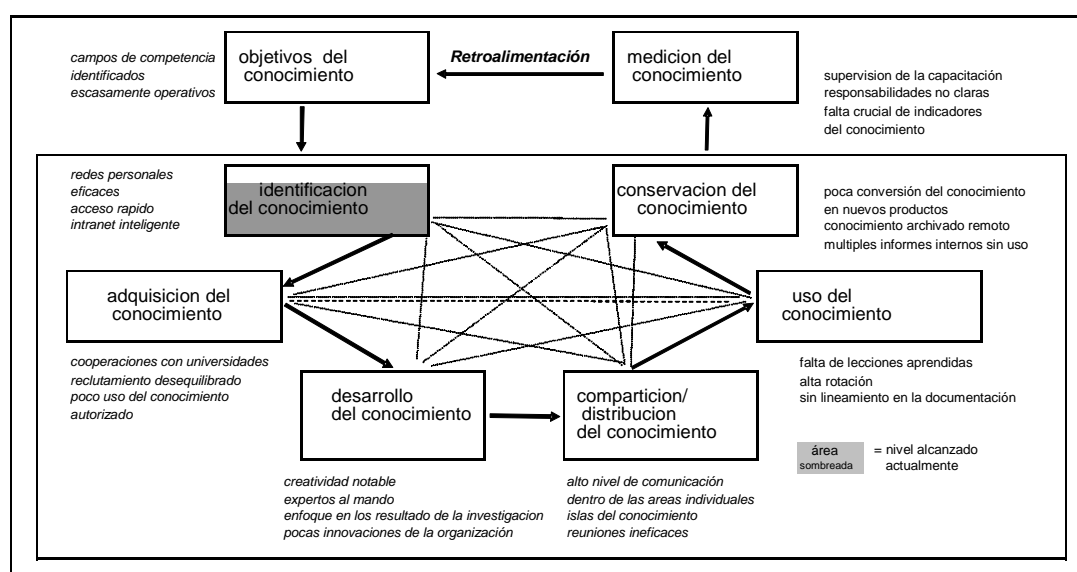 campos de competencia
identificados
escasamente operativos
objetivos del
conocimiento
Retroalimentación
medicion del
conocimiento
supervision de la capacitación
responsabilidades no claras
falta crucial de indicadores
del conocimiento
redes personales
eficaces
acceso rapido
intranet inteligente
identificacion
del conocimiento
conservacion del
conocimiento
poca conversión del conocimiento
en nuevos productos
conocimiento archivado remoto
multiples informes internos sin uso
adquisicion del
conocimiento
uso del
conocimiento
cooperaciones con universidades
reclutamiento desequilibrado
poco uso del conocimiento
autorizado
desarrollo
del conocimiento
comparticion/
distribucion
del conocimiento
falta de lecciones aprendidas
alta rotación
sin lineamiento en la documentación
área
sombreada
= nivel alcanzado
actualmente
creatividad notable
expertos al mando
enfoque en los resultado de la investigacion
pocas innovaciones de la organización
alto nivel de comunicación
dentro de las areas individuales
islas del conocimiento
reuniones ineficaces